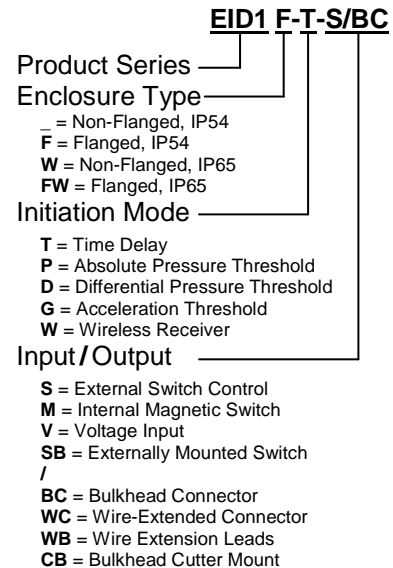 EID1 F-T-S/BC
Product Series
Enclosure Type
_ = Non-Flanged, IP54
F = Flanged, IP54
W = Non-Flanged, IP65
FW = Flanged, IP65
Initiation Mode
T = Time Delay
P = Absolute Pressure Threshold
D = Differential Pressure Threshold
G = Acceleration Threshold
W = Wireless Receiver
Input/Output
S = External Switch Control
M = Internal Magnetic Switch
V = Voltage Input
SB = Externally Mounted Switch
/
BC = Bulkhead Connector
WC = Wire-Extended Connector
WB = Wire Extension Leads
CB = Bulkhead Cutter Mount